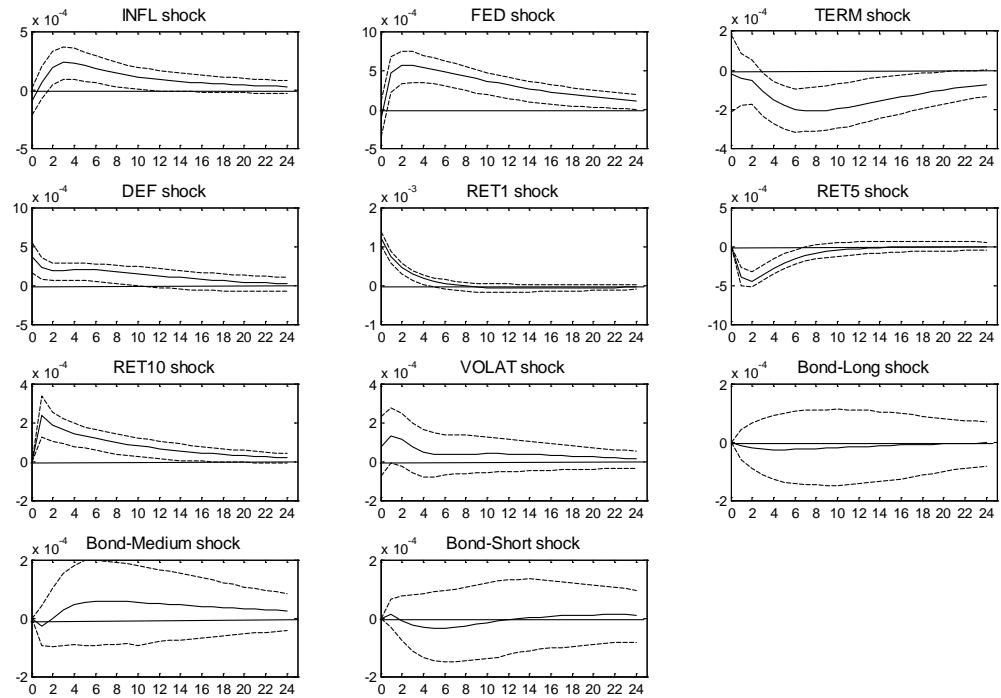 INFL shock
x 10⁻⁴
5
0
-5
0 2 4 6 8 10 12 14 16 18 20 22 24
FED shock
x 10⁻⁴
10
5
0
-5
0 2 4 6 8 10 12 14 16 18 20 22 24
TERM shock
x 10⁻⁴
2
0
-2
-4
0 2 4 6 8 10 12 14 16 18 20 22 24
DEF shock
x 10⁻⁴
10
5
0
-5
0 2 4 6 8 10 12 14 16 18 20 22 24
RET1 shock
x 10⁻³
2
1
0
-1
0 2 4 6 8 10 12 14 16 18 20 22 24
RET5 shock
x 10⁻⁴
5
0
-5
-10
0 2 4 6 8 10 12 14 16 18 20 22 24
RET10 shock
x 10⁻⁴
4
2
0
-2
0 2 4 6 8 10 12 14 16 18 20 22 24
VOLAT shock
x 10⁻⁴
4
2
0
-2
0 2 4 6 8 10 12 14 16 18 20 22 24
Bond-Long shock
x 10⁻⁴
2
0
-2
0 2 4 6 8 10 12 14 16 18 20 22 24
Bond-Medium shock
x 10⁻⁴
2
0
-2
0 2 4 6 8 10 12 14 16 18 20 22 24
Bond-Short shock
x 10⁻⁴
2
0
-2
0 2 4 6 8 10 12 14 16 18 20 22 24